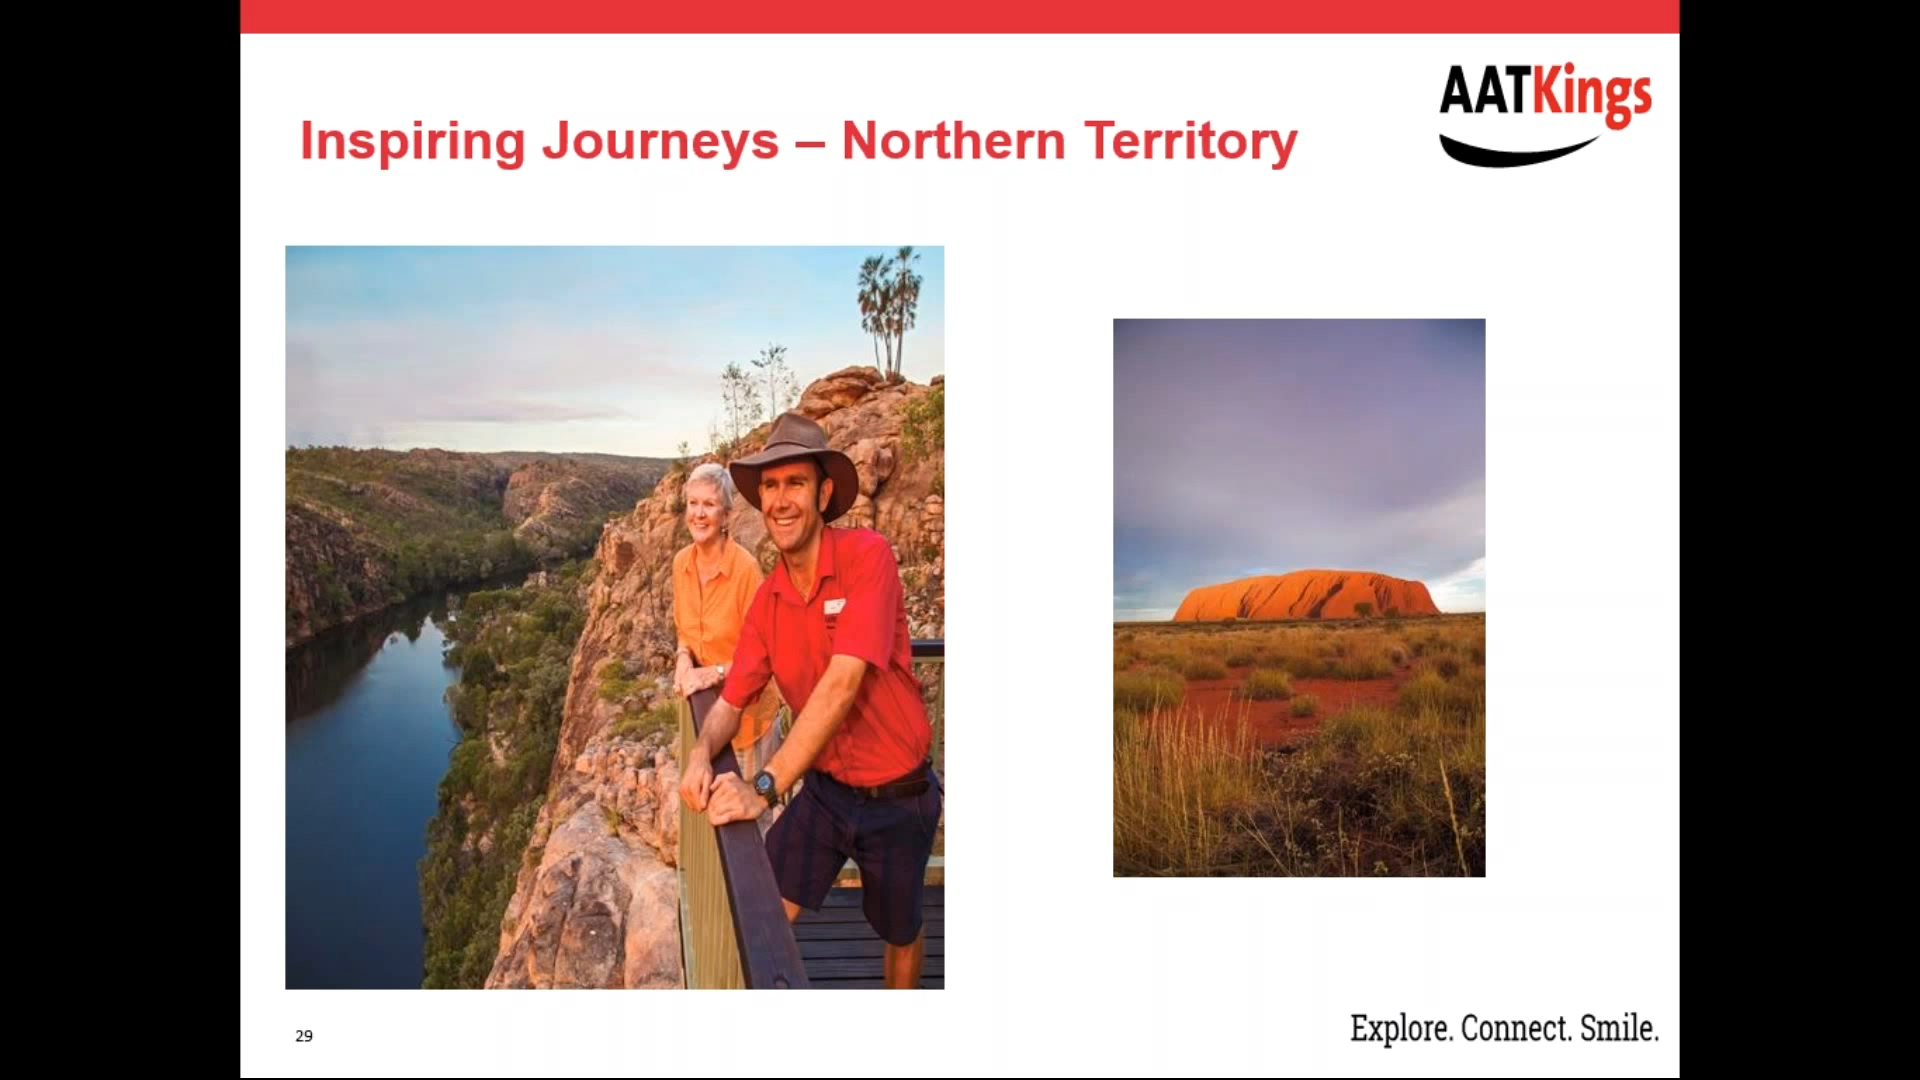 AATKings
Inspiring Journeys – Northern Territory
29
Explore. Connect. Smile.